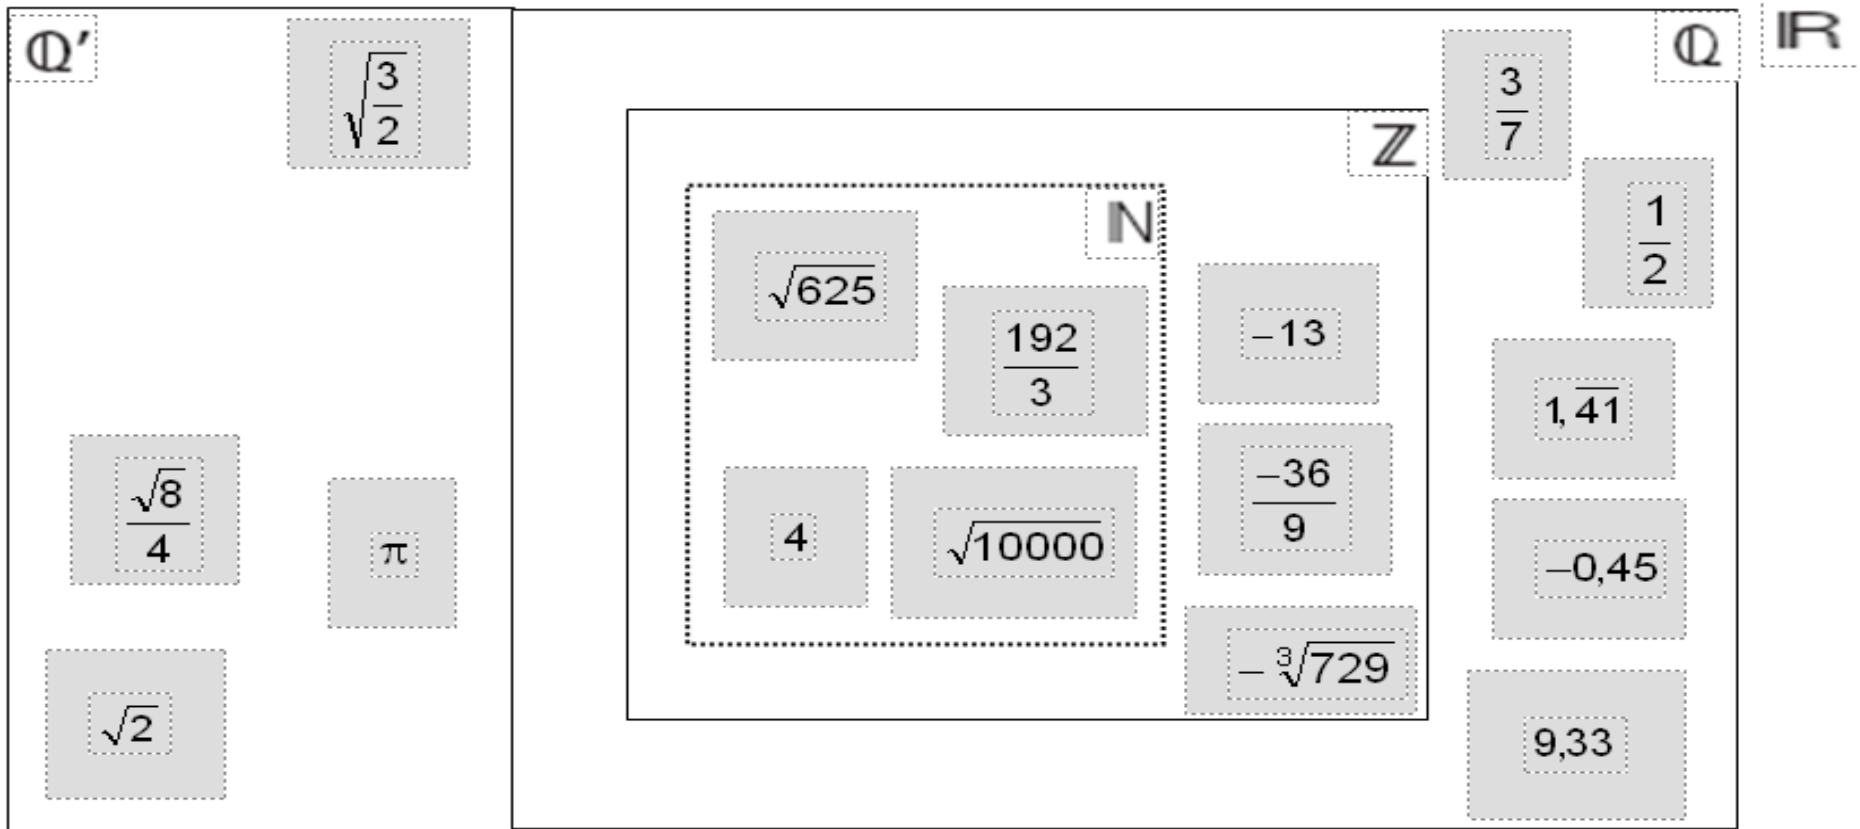 ℚ′
√(3/2)
√8/4
π
√2
ℚ
ℝ
ℤ
ℕ
√625
192/3
4
√10000
−13
−36/9
−∛729
3/7
1/2
1,4̅1̅
−0,45
9,33